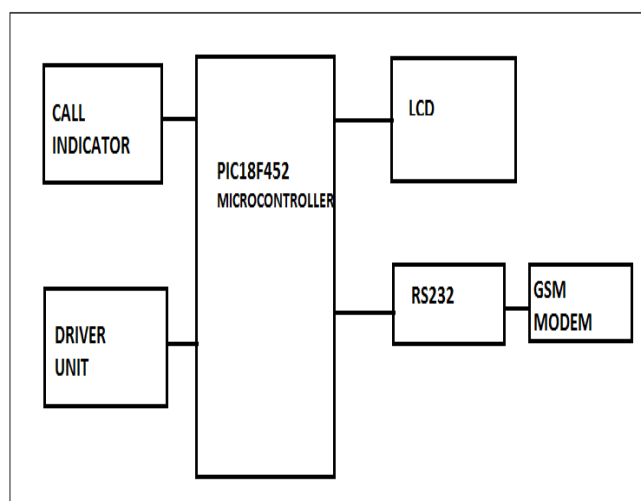 CALL
INDICATOR
PIC18F452
MICROCONTROLLER
LCD
DRIVER
UNIT
RS232
GSM
MODEM